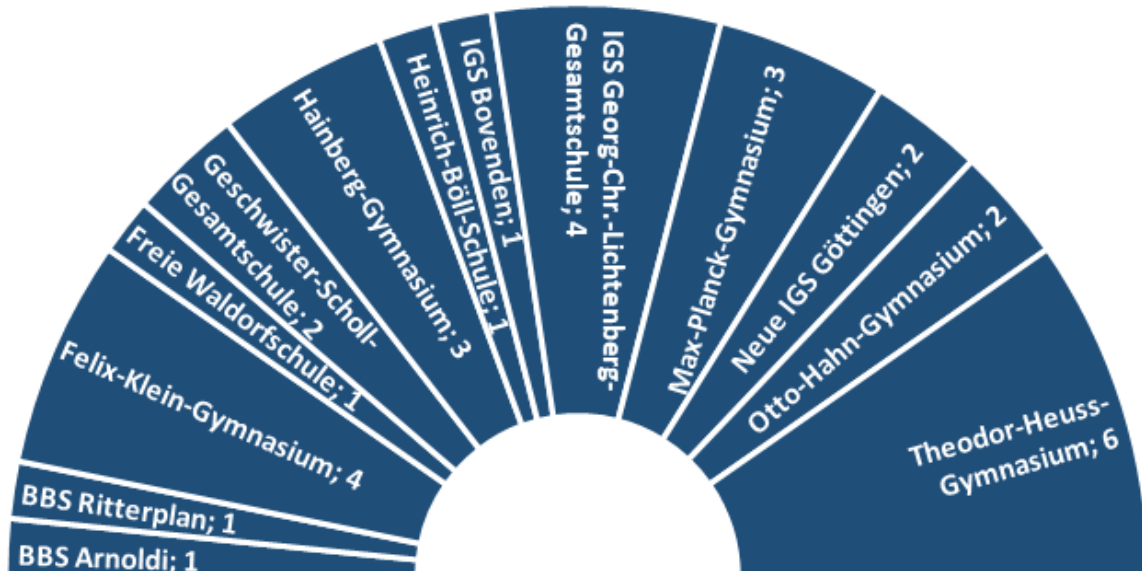 BBS Arnoldi; 1
BBS Ritterplan; 1
Felix-Klein-Gymnasium; 4
Freie Waldorfschule; 1
Geschwister-Scholl-
Gesamtschule; 2
Hainberg-Gymnasium; 3
Heinrich-Böll-Schule; 1
IGS Bovenden; 1
IGS Georg-Chr.-Lichtenberg-
Gesamtschule; 4
Max-Planck-Gymnasium; 3
Neue IGS Göttingen; 2
Otto-Hahn-Gymnasium; 2
Theodor-Heuss-
Gymnasium; 6